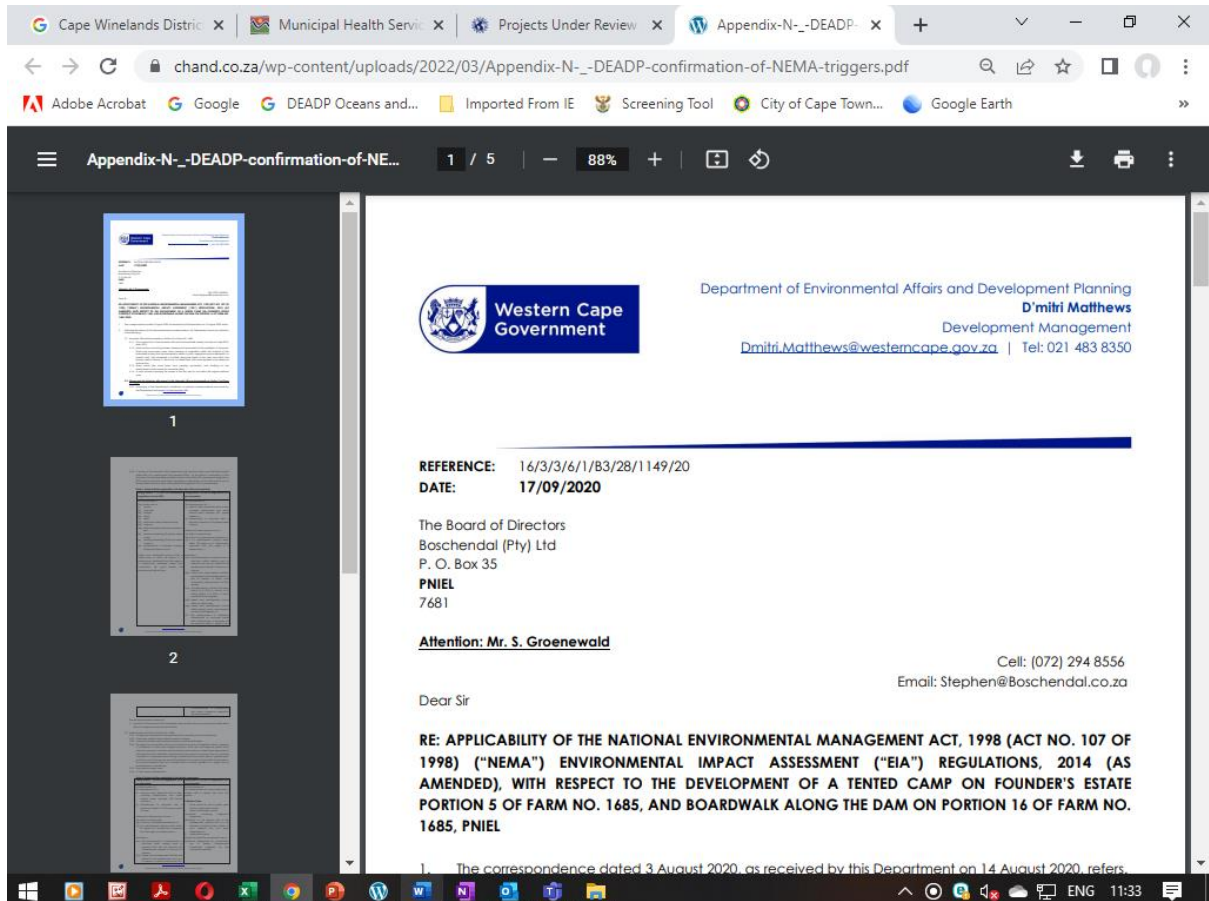 Cape Winelands Distric
Municipal Health Servic
Projects Under Review
Appendix-N-_-DEADP-
chand.co.za/wp-content/uploads/2022/03/Appendix-N-_-DEADP-confirmation-of-NEMA-triggers.pdf
Adobe Acrobat
Google
DEADP Oceans and...
Imported From IE
Screening Tool
City of Cape Town...
Google Earth
»
Appendix-N-_-DEADP-confirmation-of-NE...
1 / 5
88%
1
2
Western Cape
Government
Department of Environmental Affairs and Development Planning
D'mitri Matthews
Development Management
Dmitri.Matthews@westerncape.gov.za | Tel: 021 483 8350
REFERENCE: 16/3/3/6/1/B3/28/1149/20
DATE: 17/09/2020
The Board of Directors
Boschendal (Pty) Ltd
P. O. Box 35
PNIEL
7681
Attention: Mr. S. Groenewald
Cell: (072) 294 8556
Email: Stephen@Boschendal.co.za
Dear Sir
RE: APPLICABILITY OF THE NATIONAL ENVIRONMENTAL MANAGEMENT ACT, 1998 (ACT NO. 107 OF
1998) ("NEMA") ENVIRONMENTAL IMPACT ASSESSMENT ("EIA") REGULATIONS, 2014 (AS
AMENDED), WITH RESPECT TO THE DEVELOPMENT OF A TENTED CAMP ON FOUNDER'S ESTATE
PORTION 5 OF FARM NO. 1685, AND BOARDWALK ALONG THE DAM ON PORTION 16 OF FARM NO.
1685, PNIEL
1. The correspondence dated 3 August 2020, as received by this Department on 14 August 2020, refers.
ENG 11:33